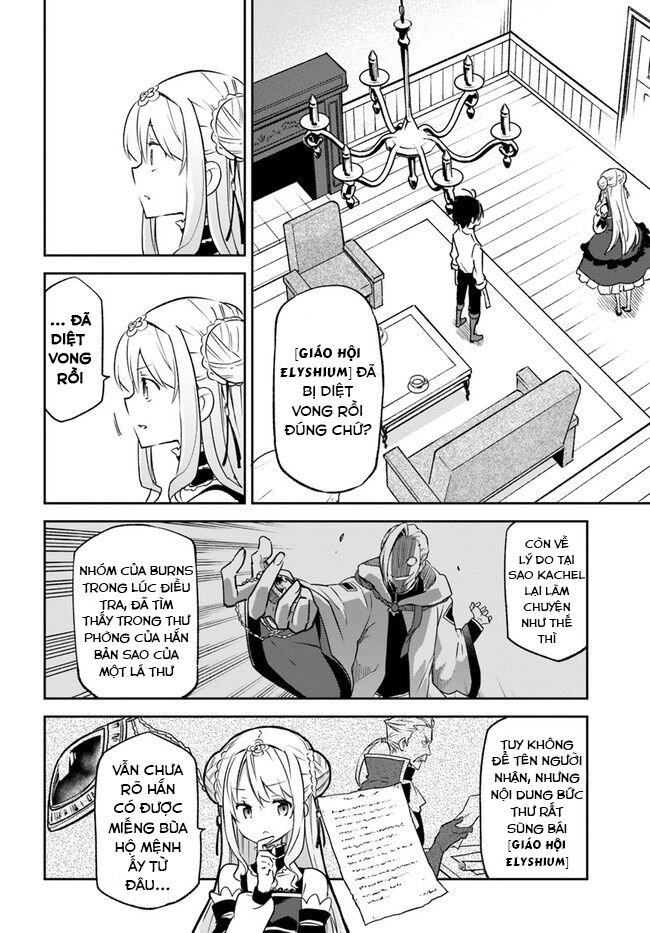 [GIÁO HỘI
ELYSHIUM] ĐÃ
BỊ DIỆT
VONG RỒI
ĐÚNG CHỨ?
... ĐÃ
DIỆT
VONG
RỒI
CÒN VỀ
LÝ DO TẠI
SAO KACHEL
LẠI LÀM
CHUYỆN
NHƯ THẾ
THÌ
NHÓM CỦA BURNS
TRONG LÚC ĐIỀU
TRA, ĐÃ TÌM
THẤY TRONG THƯ
PHÒNG CỦA HẮN
BẢN SAO CỦA
MỘT LÁ THƯ
TUY KHÔNG
ĐỀ TÊN NGƯỜI
NHẬN, NHƯNG
NỘI DUNG BỨC
THƯ RẤT
SÙNG BÁI
[GIÁO HỘI
ELYSHIUM]
VẪN CHƯA
RÕ HẮN
CÓ ĐƯỢC
MIẾNG BÙA
HỘ MỆNH
ẤY TỪ
ĐÂU...